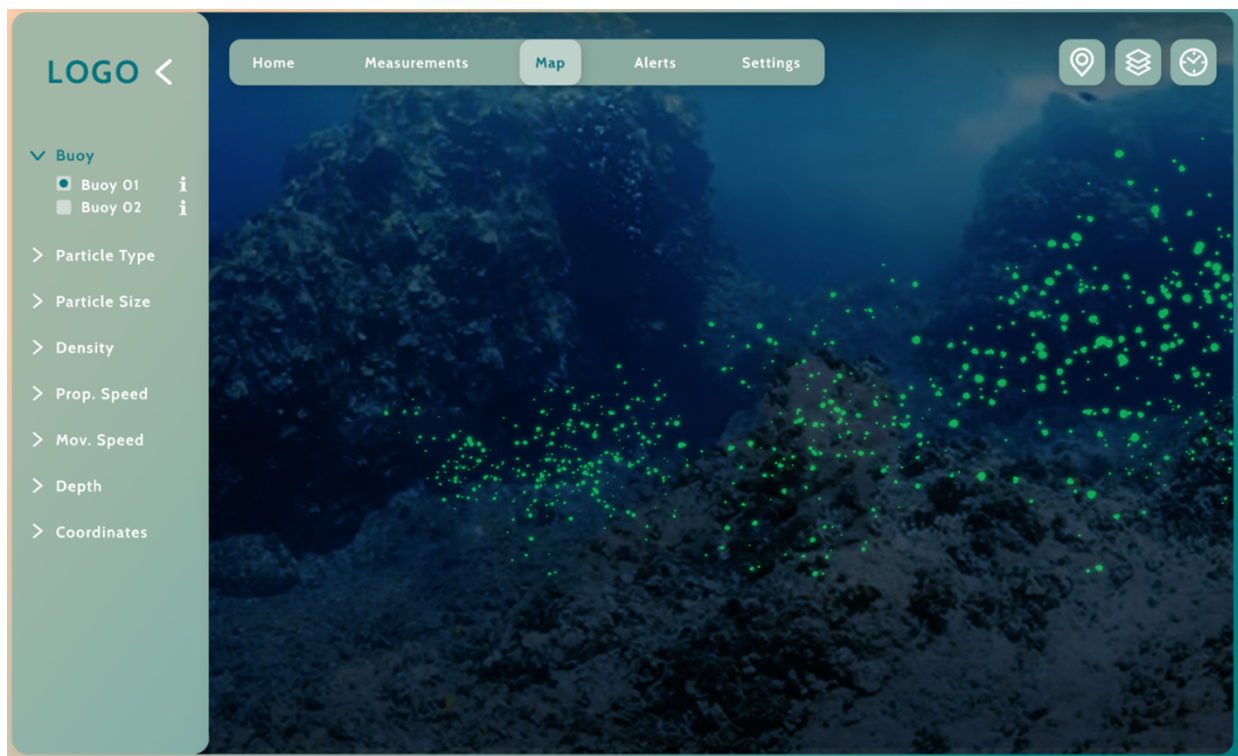 LOGO
Home Measurements Map Alerts Settings
Buoy
Buoy 01 i
Buoy 02 i
Particle Type
Particle Size
Density
Prop. Speed
Mov. Speed
Depth
Coordinates